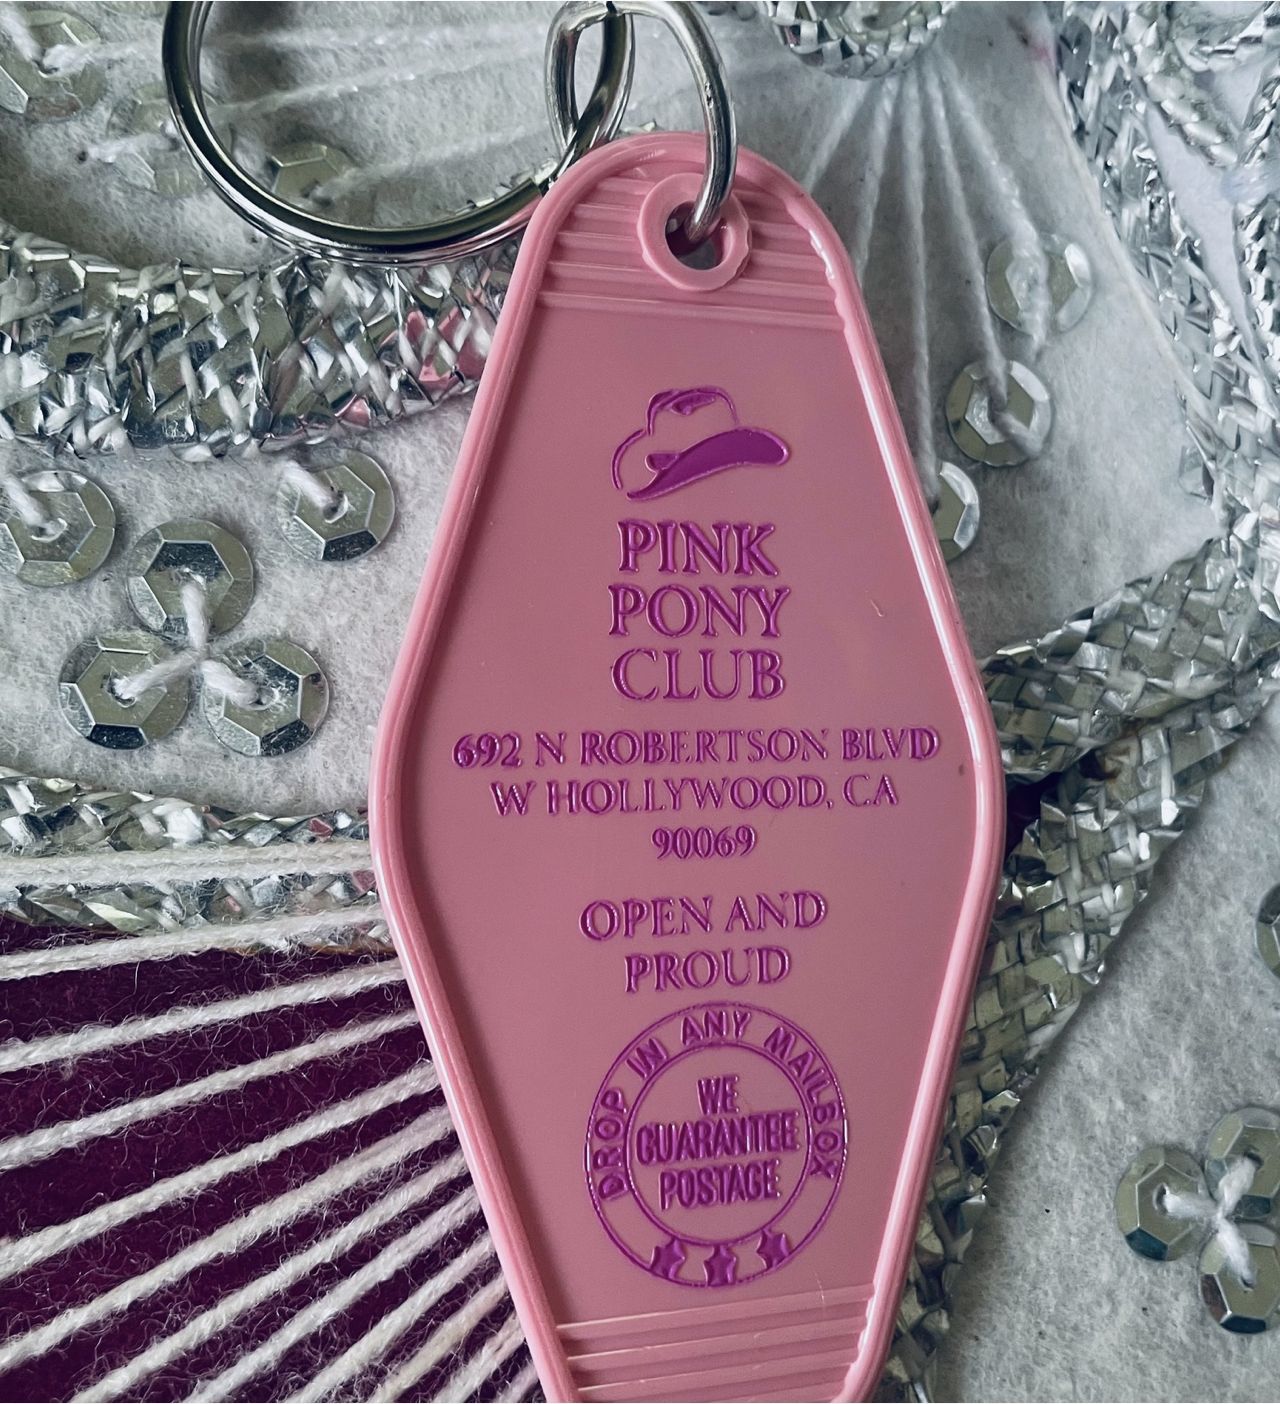 PINK
PONY
CLUB
692 N ROBERTSON BLVD
W HOLLYWOOD, CA
90069
OPEN AND
PROUD
DROP IN ANY MAILBOX
WE
GUARANTEE
POSTAGE